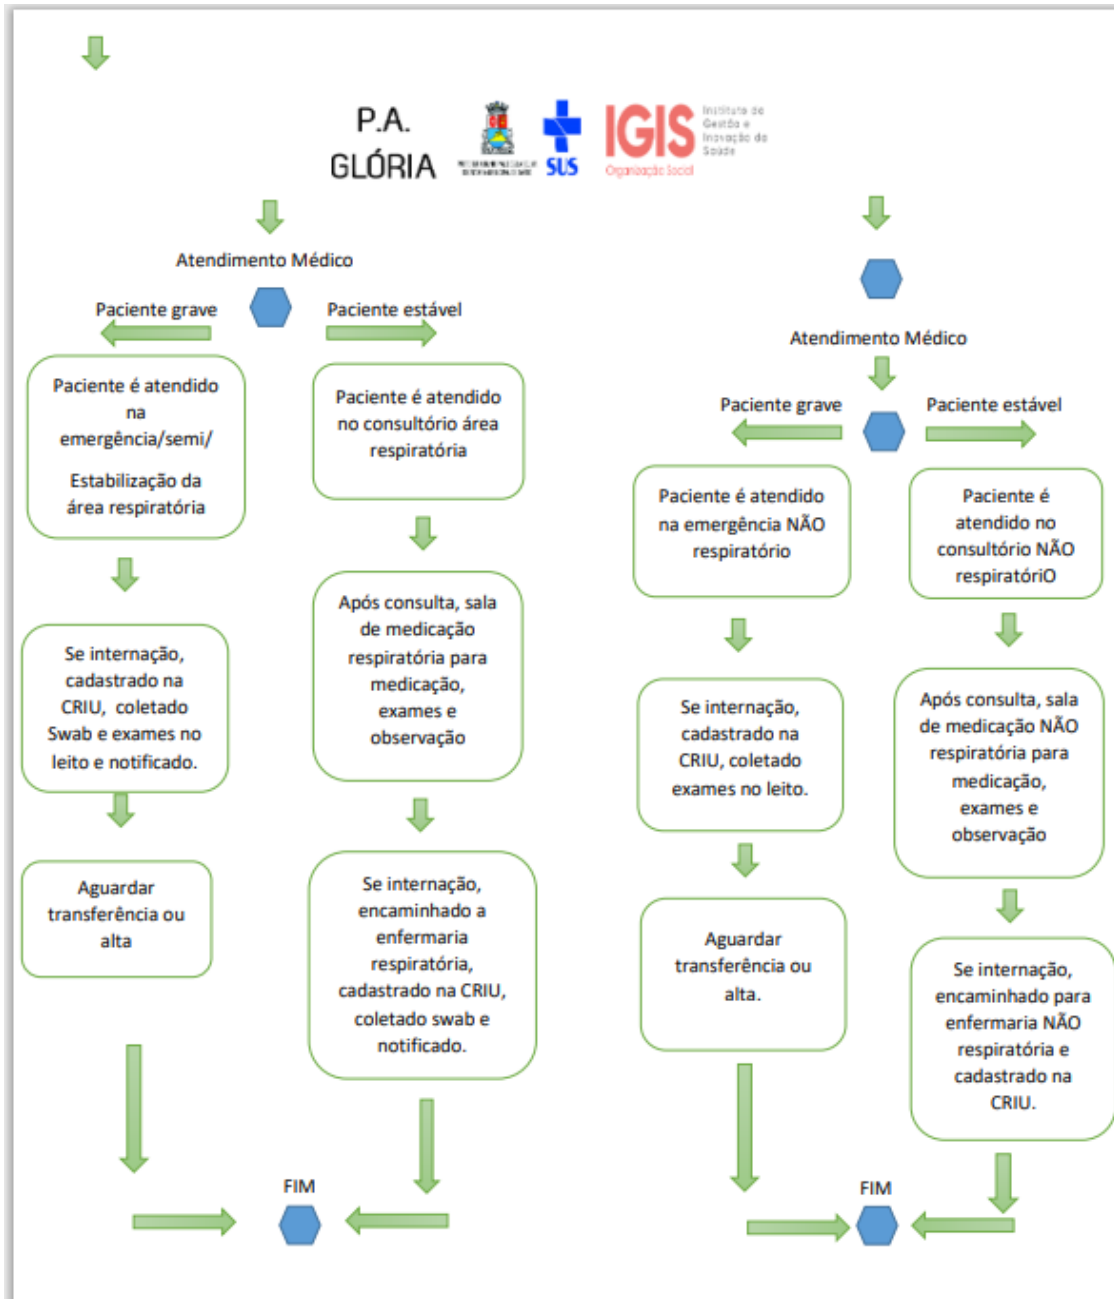 P.A.
GLÓRIA
SUS
IGIS
Organização Social
Instituto de
Gestão e
Inovação da
Saúde
Atendimento Médico
Paciente grave
Paciente estável
Paciente é atendido
na
emergência/semi/
Estabilização da
área respiratória
Paciente é atendido
no consultório área
respiratória
Se internação,
cadastrado na
CRIU, coletado
Swab e exames no
leito e notificado.
Após consulta, sala
de medicação
respiratória para
medicação,
exames e
observação
Aguardar
transferência ou
alta
Se internação,
encaminhado a
enfermaria
respiratória,
cadastrado na CRIU,
coletado swab e
notificado.
FIM
Atendimento Médico
Paciente grave
Paciente estável
Paciente é atendido
na emergência NÃO
respiratório
Paciente é
atendido no
consultório NÃO
respiratóriO
Se internação,
cadastrado na
CRIU, coletado
exames no leito.
Após consulta, sala
de medicação NÃO
respiratória para
medicação,
exames e
observação
Aguardar
transferência ou
alta.
Se internação,
encaminhado para
enfermaria NÃO
respiratória e
cadastrado na
CRIU.
FIM